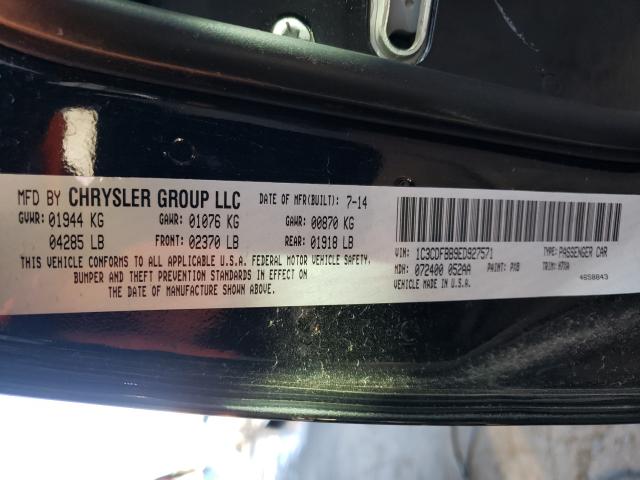 MFD BY CHRYSLER GROUP LLC DATE OF MFR(BUILT): 7-14
GVWR: 01944 KG GAWR: 01076 KG GAWR: 00870 KG
04285 LB FRONT: 02370 LB REAR: 01918 LB
THIS VEHICLE CONFORMS TO ALL APPLICABLE U.S.A. FEDERAL MOTOR VEHICLE SAFETY,
BUMPER AND THEFT PREVENTION STANDARDS IN EFFECT ON
THE DATE OF MANUFACTURE SHOWN ABOVE.
VIN: 1C3CDFBB9ED927571 TYPE: PASSENGER CAR
MDH: 072400 052AA PAINT: PXB TRIM: H7XA
VEHICLE MADE IN U.S.A. 4658843